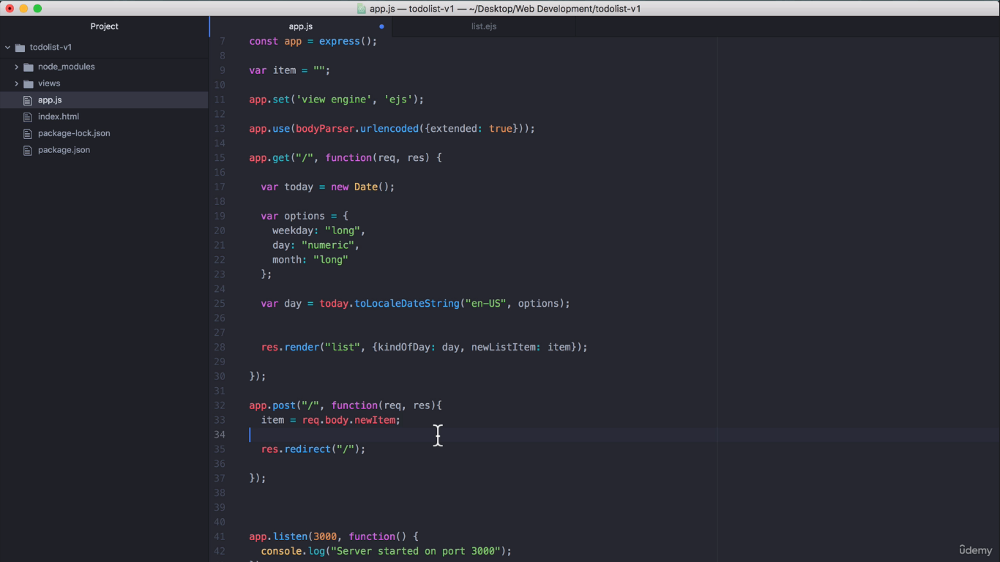 app.js — todolist-v1 — ~/Desktop/Web Development/todolist-v1
Project
app.js
list.ejs
todolist-v1
node_modules
views
app.js
index.html
package-lock.json
package.json
7 const app = express();
8
9 var item = "";
10
11 app.set('view engine', 'ejs');
12
13 app.use(bodyParser.urlencoded({extended: true}));
14
15 app.get("/", function(req, res) {
16
17 var today = new Date();
18
19 var options = {
20 weekday: "long",
21 day: "numeric",
22 month: "long"
23 };
24
25 var day = today.toLocaleDateString("en-US", options);
26
27
28 res.render("list", {kindOfDay: day, newListItem: item});
29
30 });
31
32 app.post("/", function(req, res){
33 item = req.body.newItem;
34
35 res.redirect("/");
36
37 });
38
39
40
41 app.listen(3000, function() {
42 console.log("Server started on port 3000");
ûdemy